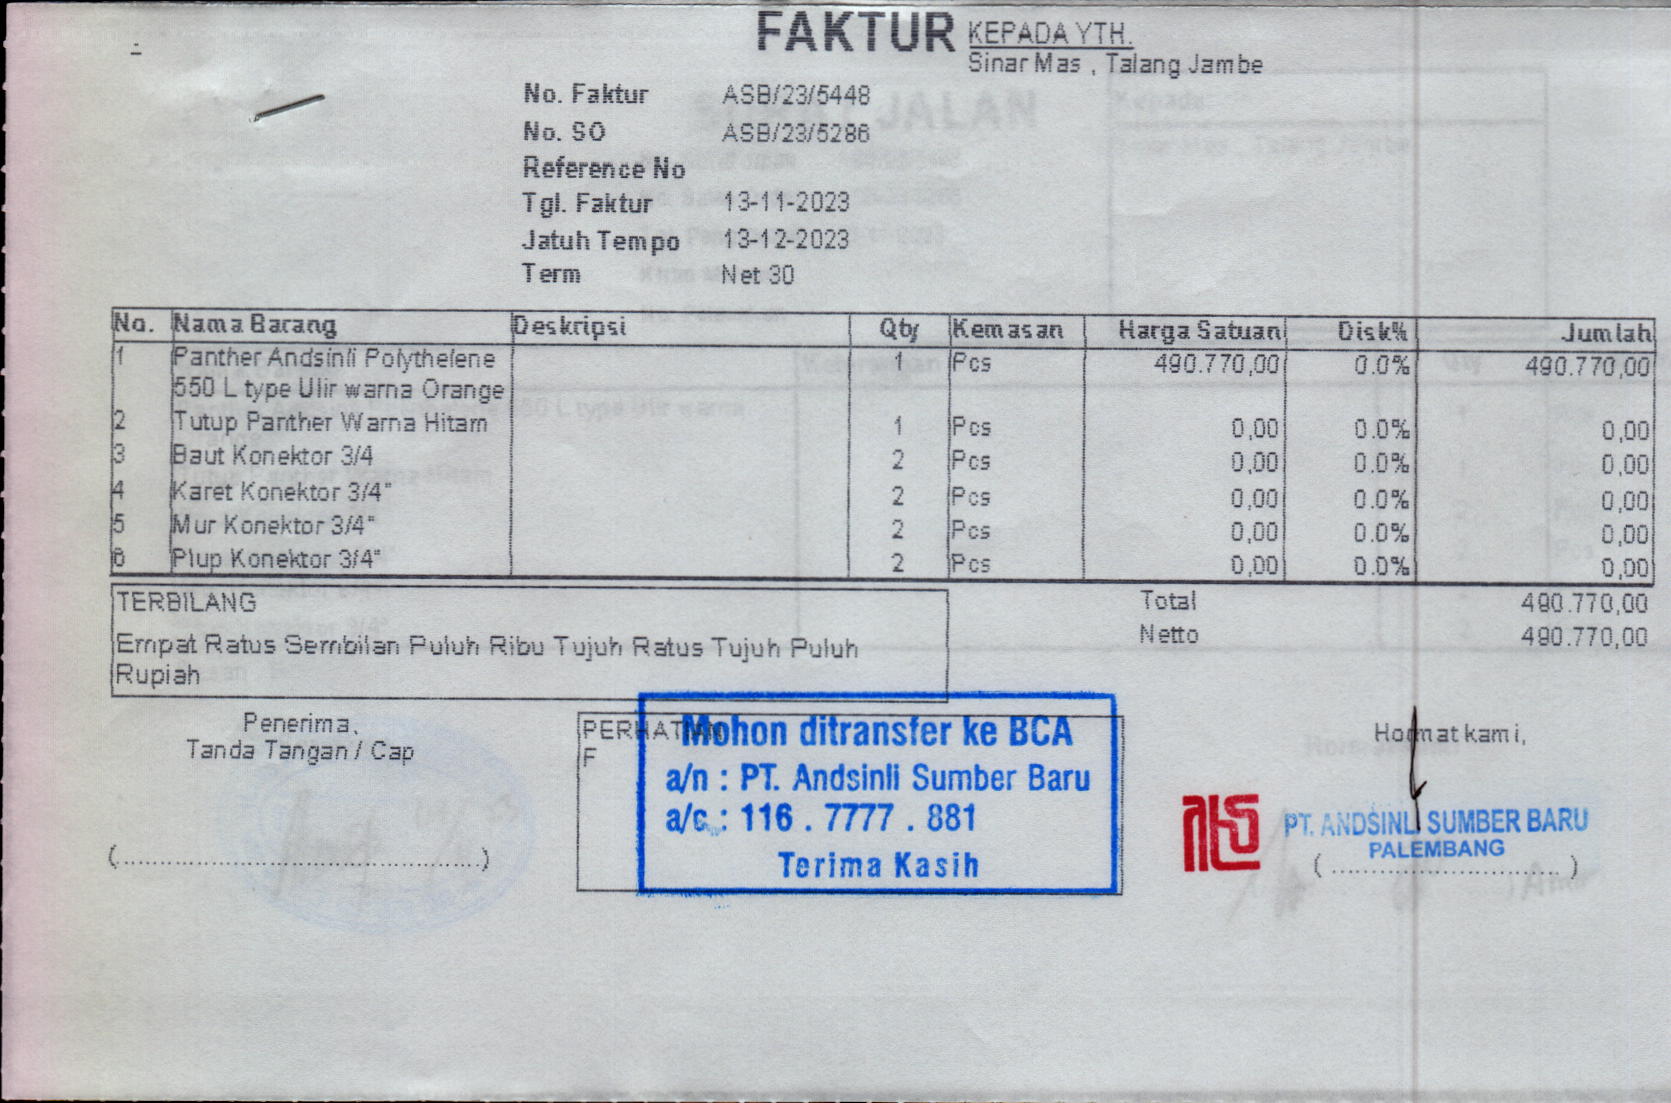 FAKTUR
KEPADA YTH.
Sinar Mas , Talang Jambe
No. Faktur ASB/23/5448
No. SO ASB/23/5286
Reference No
Tgl. Faktur 13-11-2023
Jatuh Tempo 13-12-2023
Term Net 30
No. Nama Barang Deskripsi Qty Kemasan Harga Satuan Disk% Jumlah
1 Panther Andsinli Polythelene 1 Pcs 490.770,00 0.0% 490.770,00
550 L type Ulir warna Orange
2 Tutup Panther Warna Hitam 1 Pcs 0,00 0.0% 0,00
3 Baut Konektor 3/4 2 Pcs 0,00 0.0% 0,00
4 Karet Konektor 3/4" 2 Pcs 0,00 0.0% 0,00
5 Mur Konektor 3/4" 2 Pcs 0,00 0.0% 0,00
6 Plup Konektor 3/4" 2 Pcs 0,00 0.0% 0,00
TERBILANG
Empat Ratus Sembilan Puluh Ribu Tujuh Ratus Tujuh Puluh
Rupiah
Total 490.770,00
Netto 490.770,00
Penerima,
Tanda Tangan / Cap
(....................................................)
PERHATIAN
F
Mohon ditransfer ke BCA
a/n : PT. Andsinli Sumber Baru
a/c : 116 . 7777 . 881
Terima Kasih
Hormat kami,
PT. ANDSINLI SUMBER BARU
PALEMBANG
( ................................. )